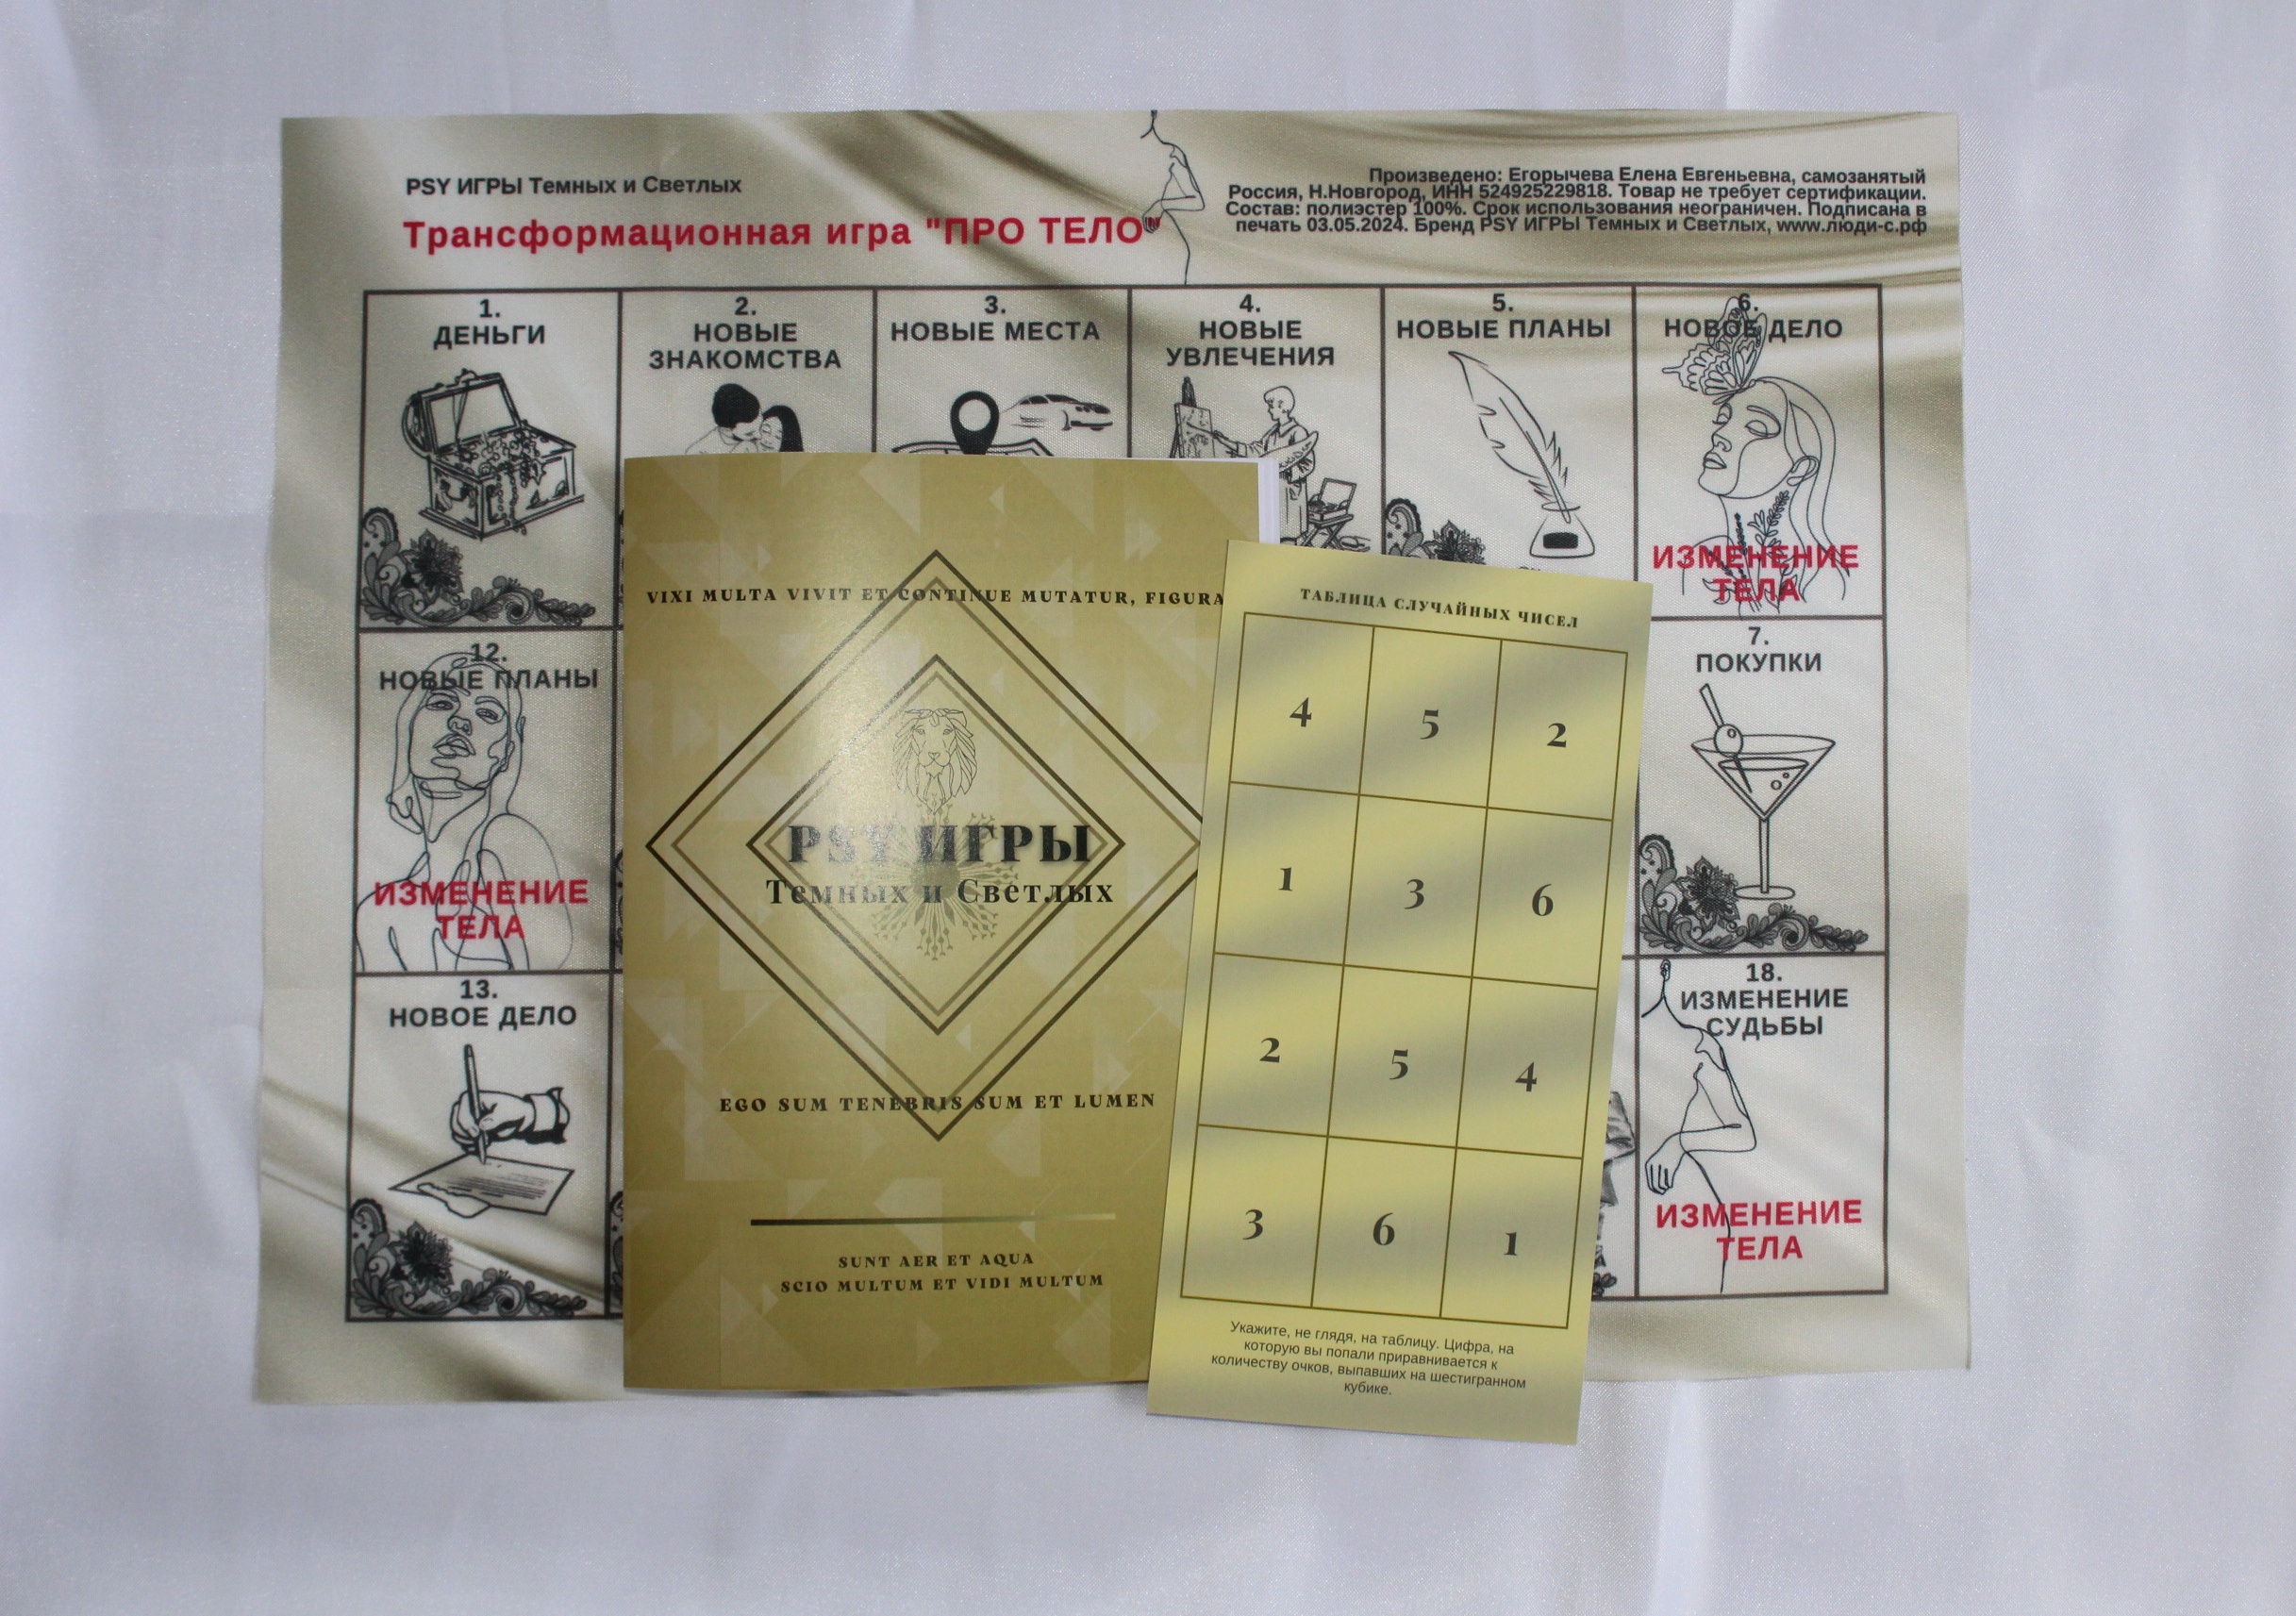 PSY ИГРЫ Темных и Светлых
Трансформационная игра "ПРО ТЕЛО"
Произведено: Егорычева Елена Евгеньевна, самозанятый
Россия, Н.Новгород, ИНН 524925229818. Товар не требует сертификации.
Состав: полиэстер 100%. Срок использования неограничен. Подписана в
печать 03.05.2024. Бренд PSY ИГРЫ Темных и Светлых, www.люди-с.рф
1.
ДЕНЬГИ
2.
НОВЫЕ
ЗНАКОМСТВА
3.
НОВЫЕ МЕСТА
4.
НОВЫЕ
УВЛЕЧЕНИЯ
5.
НОВЫЕ ПЛАНЫ
6.
НОВОЕ ДЕЛО
ИЗМЕНЕНИЕ
ТЕЛА
12.
НОВЫЕ ПЛАНЫ
ИЗМЕНЕНИЕ
ТЕЛА
7.
ПОКУПКИ
13.
НОВОЕ ДЕЛО
18.
ИЗМЕНЕНИЕ
СУДЬБЫ
ИЗМЕНЕНИЕ
ТЕЛА
VIXI MULTA VIVIT ET CONTINUE MUTATUR, FIGURA
PSY ИГРЫ
Темных и Светлых
EGO SUM TENEBRIS SUM ET LUMEN
SUNT AER ET AQUA
SCIO MULTUM ET VIDI MULTUM
ТАБЛИЦА СЛУЧАЙНЫХ ЧИСЕЛ
4 5 2
1 3 6
2 5 4
3 6 1
Укажите, не глядя, на таблицу. Цифра, на
которую вы попали приравнивается к
количеству очков, выпавших на шестигранном
кубике.